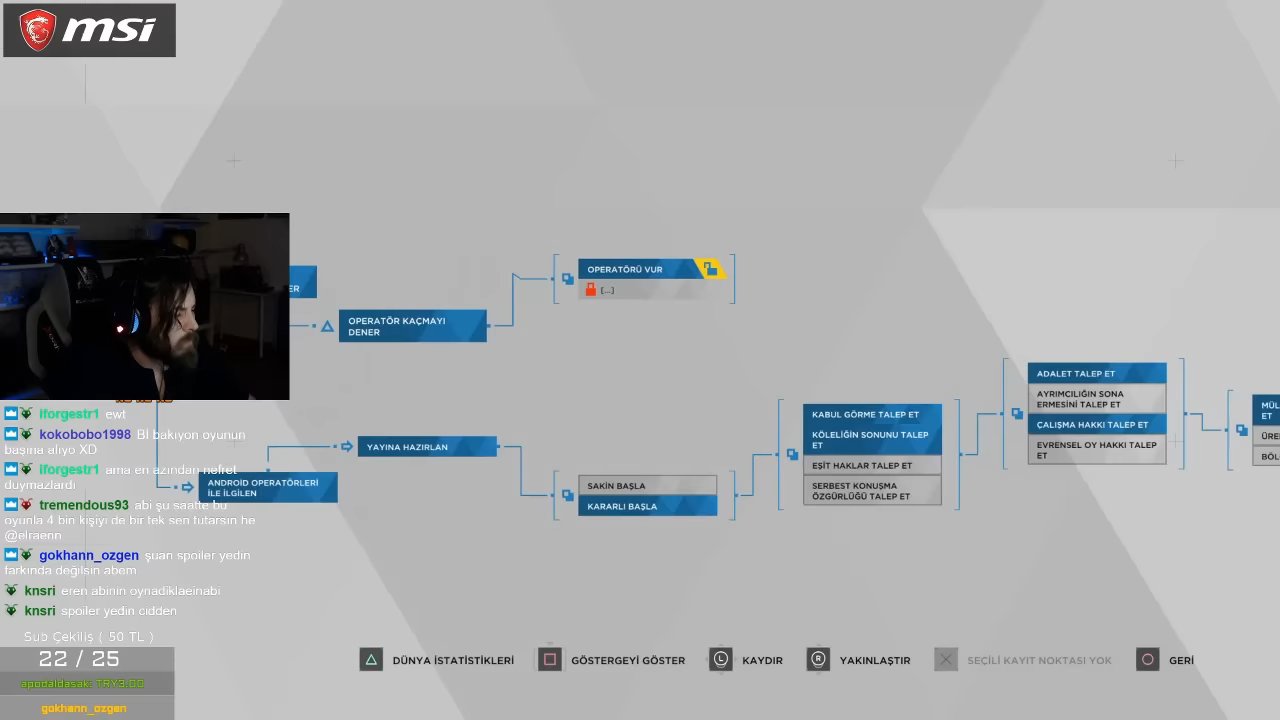 msi
ER
OPERATÖR KAÇMAYI
DENER
OPERATÖRÜ VUR
[...]
YAYINA HAZIRLAN
ANDROİD OPERATÖRLERİ
İLE İLGİLEN
SAKİN BAŞLA
KARARLI BAŞLA
KABUL GÖRME TALEP ET
KÖLELİĞİN SONUNU TALEP
ET
EŞİT HAKLAR TALEP ET
SERBEST KONUŞMA
ÖZGÜRLÜĞÜ TALEP ET
ADALET TALEP ET
AYRIMCILIĞIN SONA
ERMESİNİ TALEP ET
ÇALIŞMA HAKKI TALEP ET
EVRENSEL OY HAKKI TALEP
ET
MÜL
ET
ÜRE
BÖL
iforgestr1 ewt
kokobobo1998 BI bakıyon oyunun
başına alıyo XD
iforgestr1 ama en azından nefret
duymazlardı
tremendous93 abi şu saatte bu
oyunla 4 bin kişiyi de bir tek sen tutarsın he
@elraenn
gokhann_ozgen şuan spoiler yedin
farkında değilsin abem
knsri eren abinin oynadiklaeinabi
knsri spoiler yedin cidden
Sub Çekiliş ( 50 TL )
22 / 25
apodaldasak: TRY3.00
gokhann_ozgen
DÜNYA İSTATİSTİKLERİ
GÖSTERGEYİ GÖSTER
L KAYDIR
R YAKINLAŞTIR
SEÇİLİ KAYIT NOKTASI YOK
GERİ